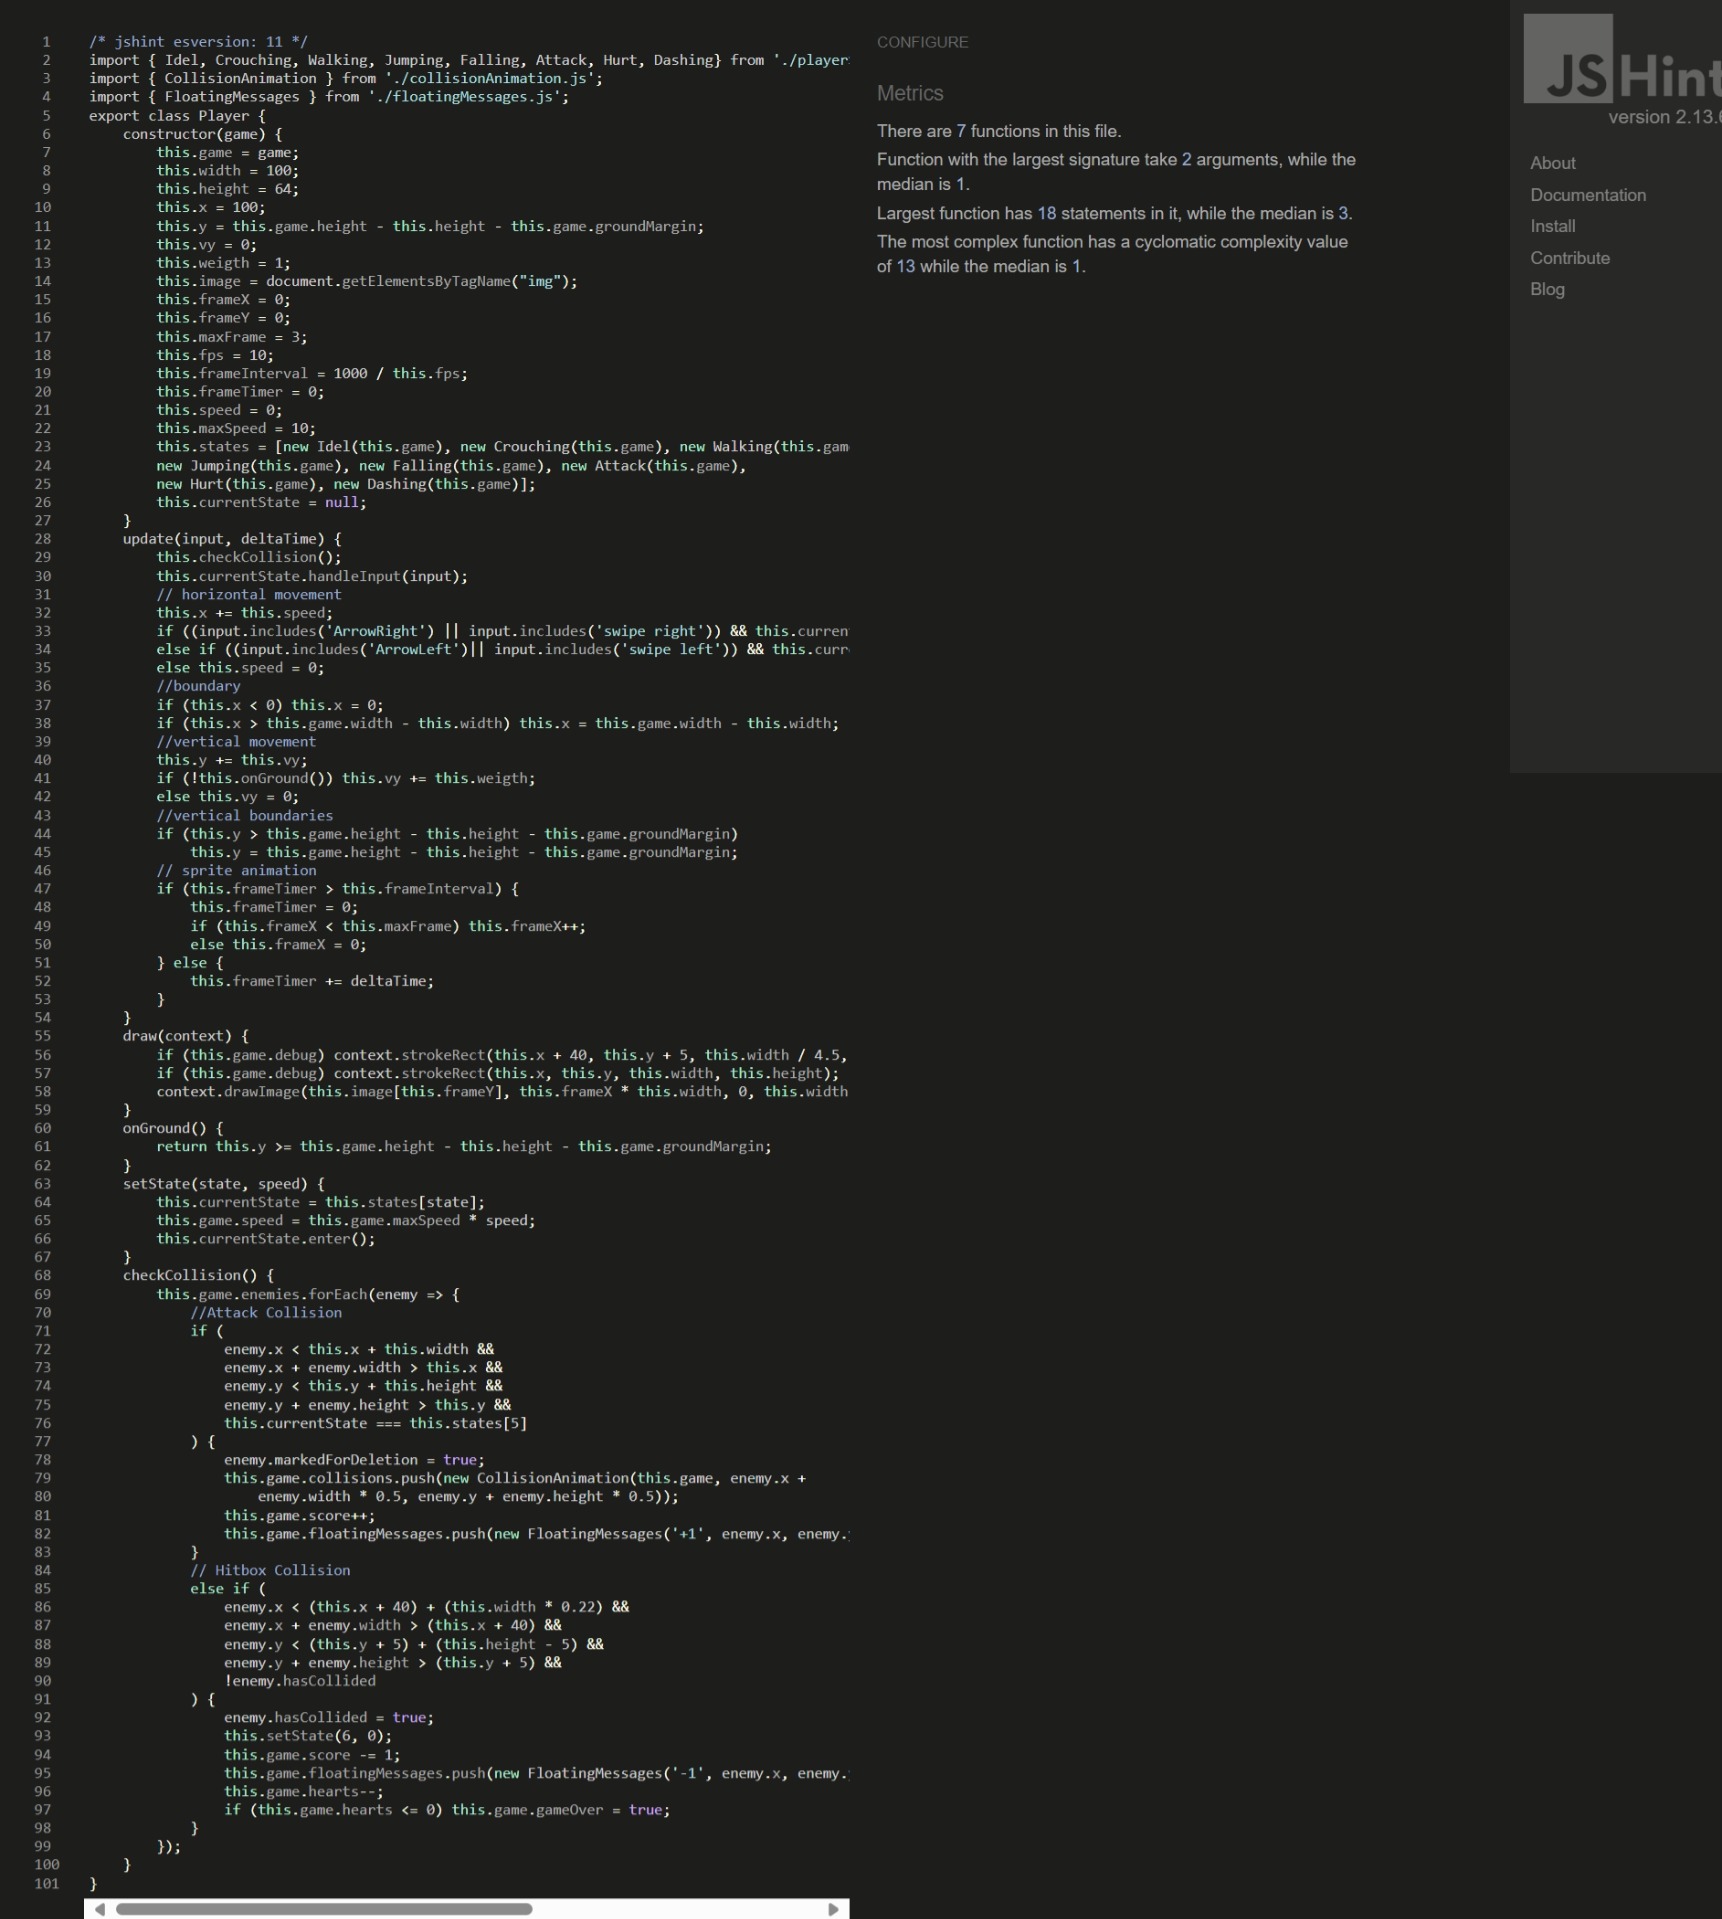 1 /* jshint esversion: 11 */
2 import { Idel, Crouching, Walking, Jumping, Falling, Attack, Hurt, Dashing} from './player
3 import { CollisionAnimation } from './collisionAnimation.js';
4 import { FloatingMessages } from './floatingMessages.js';
5 export class Player {
6 constructor(game) {
7 this.game = game;
8 this.width = 100;
9 this.height = 64;
10 this.x = 100;
11 this.y = this.game.height - this.height - this.game.groundMargin;
12 this.vy = 0;
13 this.weigth = 1;
14 this.image = document.getElementsByTagName("img");
15 this.frameX = 0;
16 this.frameY = 0;
17 this.maxFrame = 3;
18 this.fps = 10;
19 this.frameInterval = 1000 / this.fps;
20 this.frameTimer = 0;
21 this.speed = 0;
22 this.maxSpeed = 10;
23 this.states = [new Idel(this.game), new Crouching(this.game), new Walking(this.gam
24 new Jumping(this.game), new Falling(this.game), new Attack(this.game),
25 new Hurt(this.game), new Dashing(this.game)];
26 this.currentState = null;
27 }
28 update(input, deltaTime) {
29 this.checkCollision();
30 this.currentState.handleInput(input);
31 // horizontal movement
32 this.x += this.speed;
33 if ((input.includes('ArrowRight') || input.includes('swipe right')) && this.curren
34 else if ((input.includes('ArrowLeft')|| input.includes('swipe left')) && this.curr
35 else this.speed = 0;
36 //boundary
37 if (this.x < 0) this.x = 0;
38 if (this.x > this.game.width - this.width) this.x = this.game.width - this.width;
39 //vertical movement
40 this.y += this.vy;
41 if (!this.onGround()) this.vy += this.weigth;
42 else this.vy = 0;
43 //vertical boundaries
44 if (this.y > this.game.height - this.height - this.game.groundMargin)
45 this.y = this.game.height - this.height - this.game.groundMargin;
46 // sprite animation
47 if (this.frameTimer > this.frameInterval) {
48 this.frameTimer = 0;
49 if (this.frameX < this.maxFrame) this.frameX++;
50 else this.frameX = 0;
51 } else {
52 this.frameTimer += deltaTime;
53 }
54 }
55 draw(context) {
56 if (this.game.debug) context.strokeRect(this.x + 40, this.y + 5, this.width / 4.5,
57 if (this.game.debug) context.strokeRect(this.x, this.y, this.width, this.height);
58 context.drawImage(this.image[this.frameY], this.frameX * this.width, 0, this.width
59 }
60 onGround() {
61 return this.y >= this.game.height - this.height - this.game.groundMargin;
62 }
63 setState(state, speed) {
64 this.currentState = this.states[state];
65 this.game.speed = this.game.maxSpeed * speed;
66 this.currentState.enter();
67 }
68 checkCollision() {
69 this.game.enemies.forEach(enemy => {
70 //Attack Collision
71 if (
72 enemy.x < this.x + this.width &&
73 enemy.x + enemy.width > this.x &&
74 enemy.y < this.y + this.height &&
75 enemy.y + enemy.height > this.y &&
76 this.currentState === this.states[5]
77 ) {
78 enemy.markedForDeletion = true;
79 this.game.collisions.push(new CollisionAnimation(this.game, enemy.x +
80 enemy.width * 0.5, enemy.y + enemy.height * 0.5));
81 this.game.score++;
82 this.game.floatingMessages.push(new FloatingMessages('+1', enemy.x, enemy.
83 }
84 // Hitbox Collision
85 else if (
86 enemy.x < (this.x + 40) + (this.width * 0.22) &&
87 enemy.x + enemy.width > (this.x + 40) &&
88 enemy.y < (this.y + 5) + (this.height - 5) &&
89 enemy.y + enemy.height > (this.y + 5) &&
90 !enemy.hasCollided
91 ) {
92 enemy.hasCollided = true;
93 this.setState(6, 0);
94 this.game.score -= 1;
95 this.game.floatingMessages.push(new FloatingMessages('-1', enemy.x, enemy.
96 this.game.hearts--;
97 if (this.game.hearts <= 0) this.game.gameOver = true;
98 }
99 });
100 }
101 }
CONFIGURE
Metrics
There are 7 functions in this file.
Function with the largest signature take 2 arguments, while the
median is 1.
Largest function has 18 statements in it, while the median is 3.
The most complex function has a cyclomatic complexity value
of 13 while the median is 1.
JSHint
version 2.13.6
About
Documentation
Install
Contribute
Blog